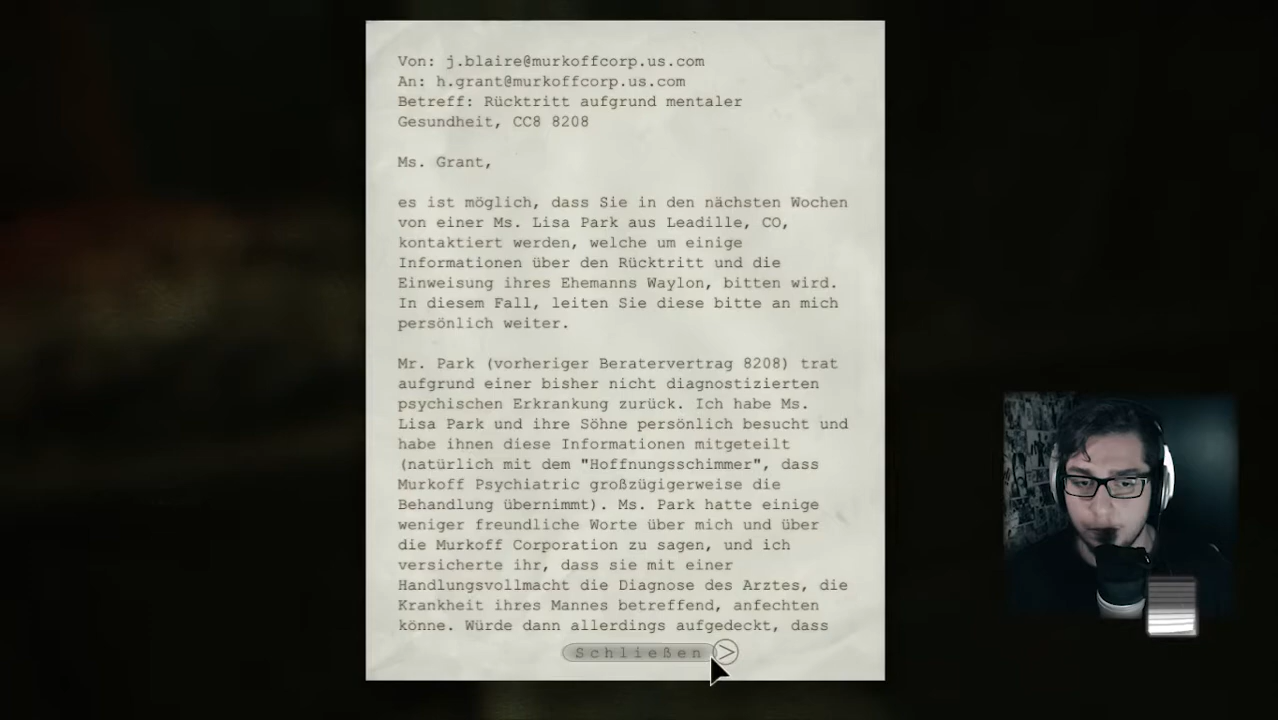 Von: j.blaire@murkoffcorp.us.com
An: h.grant@murkoffcorp.us.com
Betreff: Rücktritt aufgrund mentaler
Gesundheit, CC8 8208
Ms. Grant,
es ist möglich, dass Sie in den nächsten Wochen
von einer Ms. Lisa Park aus Leadille, CO,
kontaktiert werden, welche um einige
Informationen über den Rücktritt und die
Einweisung ihres Ehemanns Waylon, bitten wird.
In diesem Fall, leiten Sie diese bitte an mich
persönlich weiter.
Mr. Park (vorheriger Beratervertrag 8208) trat
aufgrund einer bisher nicht diagnostizierten
psychischen Erkrankung zurück. Ich habe Ms.
Lisa Park und ihre Söhne persönlich besucht und
habe ihnen diese Informationen mitgeteilt
(natürlich mit dem "Hoffnungsschimmer", dass
Murkoff Psychiatric großzügigerweise die
Behandlung übernimmt). Ms. Park hatte einige
weniger freundliche Worte über mich und über
die Murkoff Corporation zu sagen, und ich
versicherte ihr, dass sie mit einer
Handlungsvollmacht die Diagnose des Arztes, die
Krankheit ihres Mannes betreffend, anfechten
könne. Würde dann allerdings aufgedeckt, dass
Schließen >